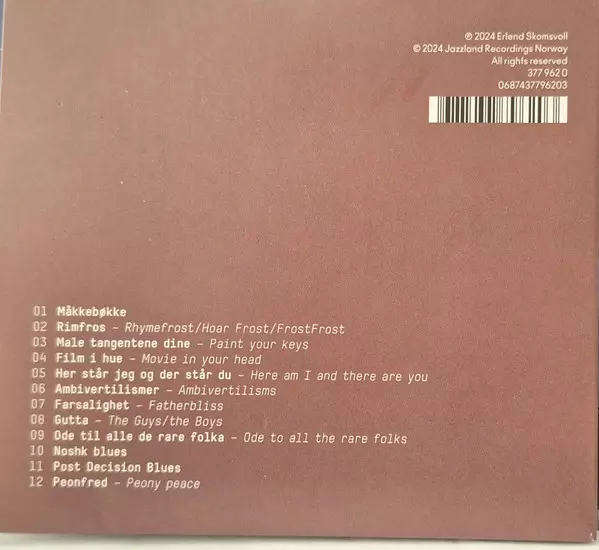 ℗ 2024 Erlend Skomsvoll
© 2024 Jazzland Recordings Norway
All rights reserved
377 962 0
0687437796203
01 Måkkebøkke
02 Rimfros – Rhymefrost/Hoar Frost/FrostFrost
03 Male tangentene dine – Paint your keys
04 Film i hue – Movie in your head
05 Her står jeg og der står du – Here am I and there are you
06 Ambivertilismer – Ambivertilisms
07 Farsalighet – Fatherbliss
08 Gutta – The Guys/the Boys
09 Ode til alle de rare folka – Ode to all the rare folks
10 Noshk blues
11 Post Decision Blues
12 Peonfred – Peony peace